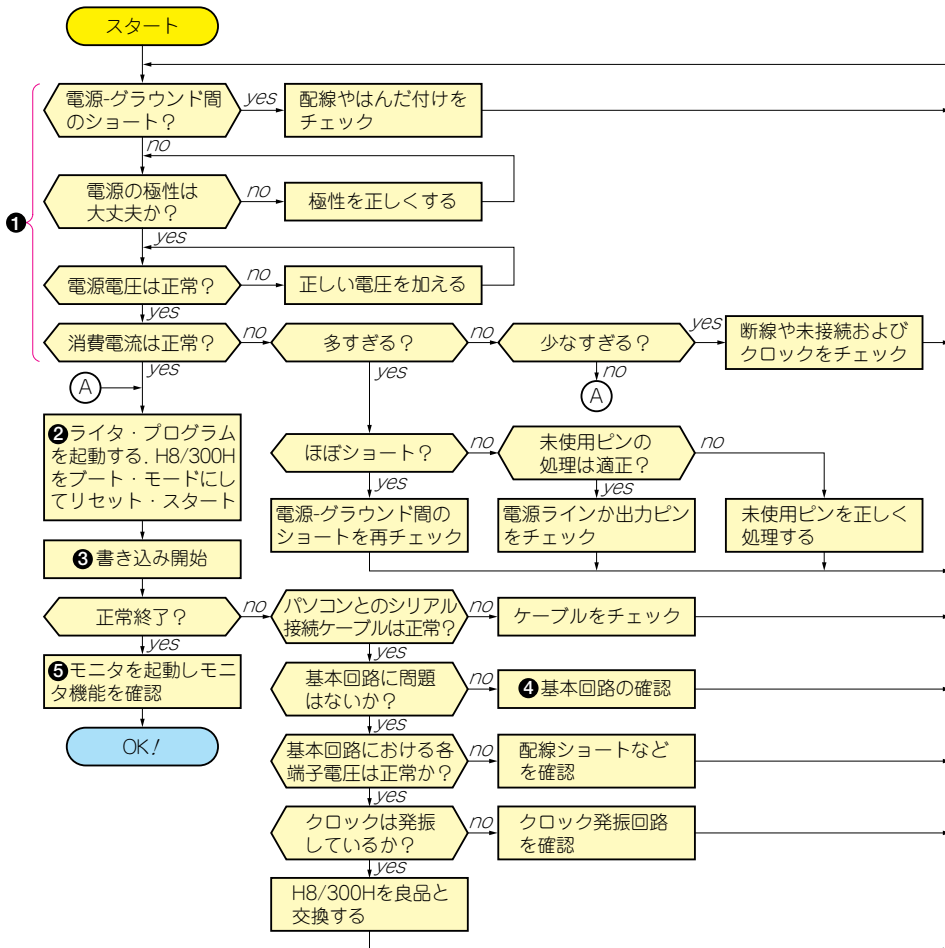 スタート
電源-グラウンド間
のショート？
yes
配線やはんだ付けを
チェック
no
電源の極性は
大丈夫か？
no
極性を正しくする
❶
yes
電源電圧は正常？
no
正しい電圧を加える
yes
消費電流は正常？
no
多すぎる？
no
少なすぎる？
yes
断線や未接続および
クロックをチェック
yes
A
yes
no
A
❷ライタ・プログラム
を起動する．H8/300H
をブート・モードにし
てリセット・スタート
ほぼショート？
no
未使用ピンの
処理は適正？
no
yes
yes
電源-グラウンド間の
ショートを再チェック
電源ラインか出力ピン
をチェック
未使用ピンを正しく
処理する
❸書き込み開始
正常終了？
no
パソコンとのシリアル
接続ケーブルは正常？
no
ケーブルをチェック
yes
yes
❺モニタを起動しモニ
タ機能を確認
基本回路に問題
はないか？
no
❹基本回路の確認
yes
OK!
基本回路における各
端子電圧は正常か？
no
配線ショートなど
を確認
yes
クロックは発振
しているか？
no
クロック発振回路
を確認
yes
H8/300Hを良品と
交換する